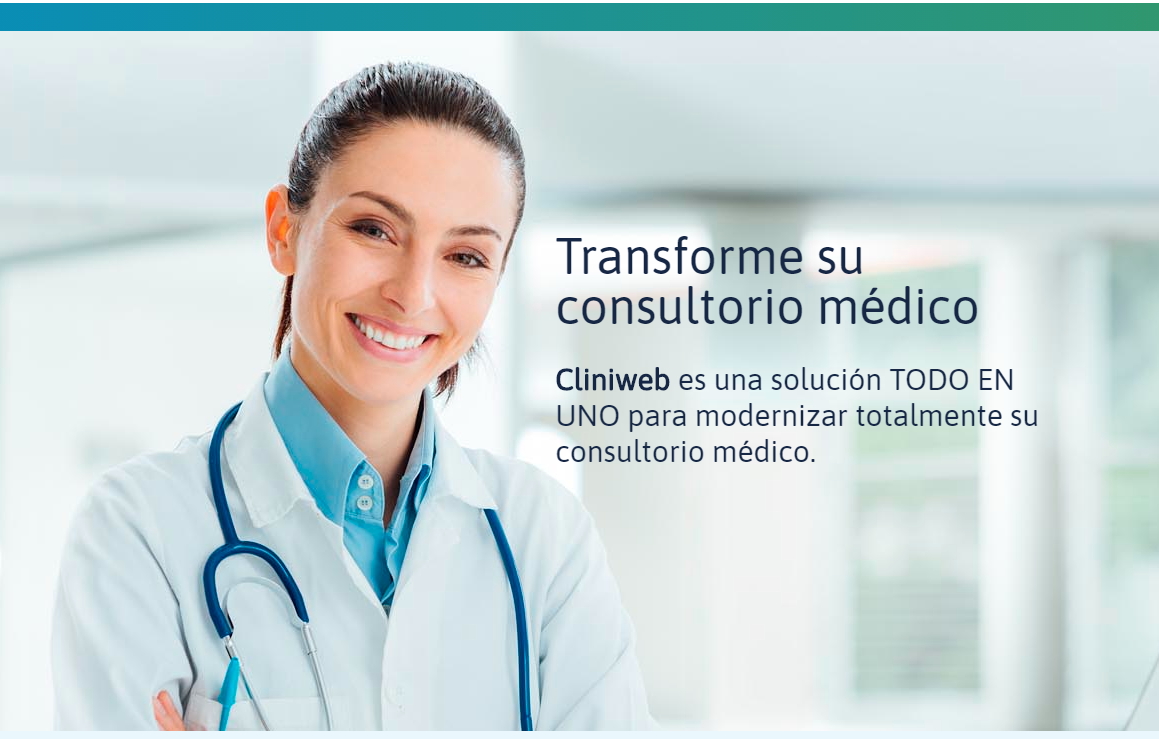 Transforme su
consultorio médico
Cliniweb es una solución TODO EN
UNO para modernizar totalmente su
consultorio médico.